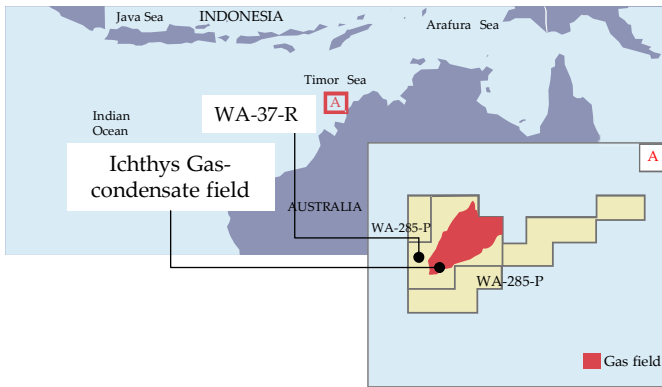 Java Sea
INDONESIA
Arafura Sea
Timor Sea
A
Indian
Ocean
WA-37-R
Ichthys Gas-
condensate field
A
AUSTRALIA
WA-285-P
WA-285-P
Gas field